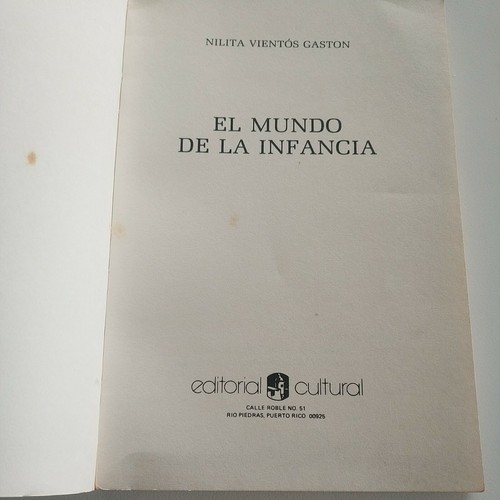 NILITA VIENTÓS GASTON
EL MUNDO
DE LA INFANCIA
editorial cultural
CALLE ROBLE NO. 51
RIO PIEDRAS, PUERTO RICO 00925